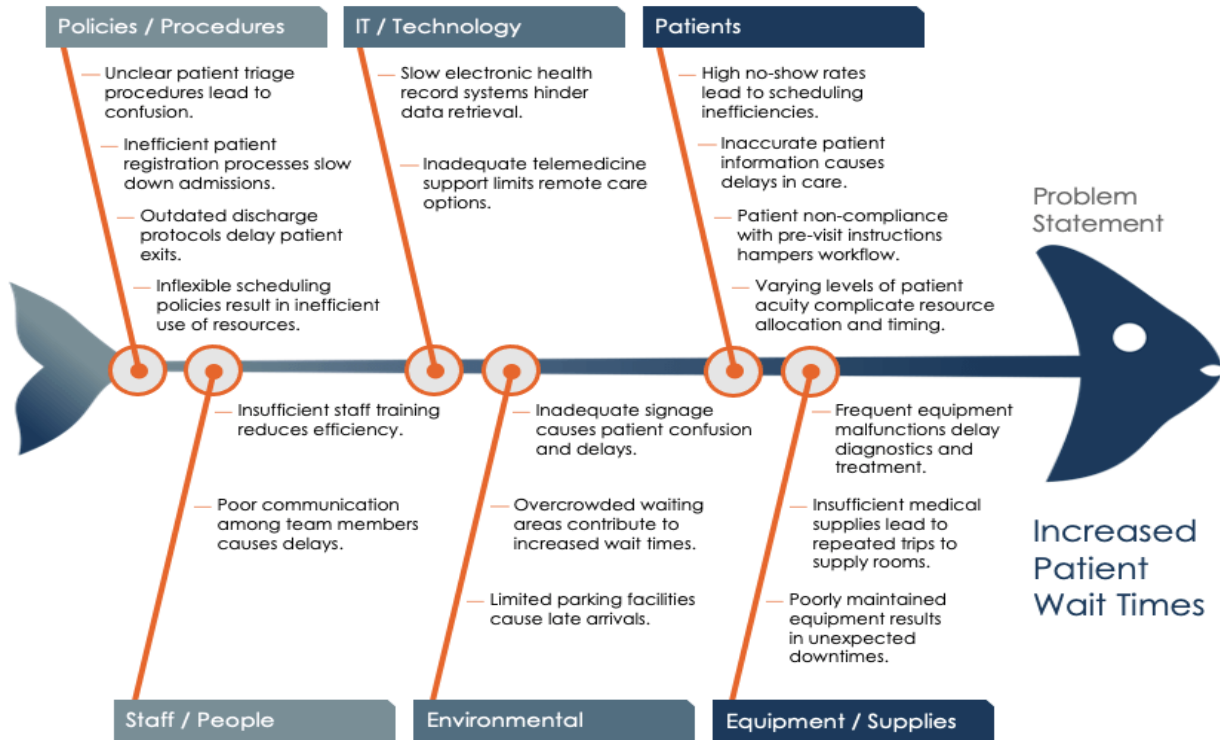 Policies / Procedures
— Unclear patient triage
procedures lead to
confusion.
— Inefficient patient
registration processes slow
down admissions.
— Outdated discharge
protocols delay patient
exits.
— Inflexible scheduling
policies result in inefficient
use of resources.
IT / Technology
— Slow electronic health
record systems hinder
data retrieval.
— Inadequate telemedicine
support limits remote care
options.
Patients
— High no-show rates
lead to scheduling
inefficiencies.
— Inaccurate patient
information causes
delays in care.
— Patient non-compliance
with pre-visit instructions
hampers workflow.
— Varying levels of patient
acuity complicate resource
allocation and timing.
Problem
Statement
— Insufficient staff training
reduces efficiency.
— Poor communication
among team members
causes delays.
Staff / People
— Inadequate signage
causes patient confusion
and delays.
— Overcrowded waiting
areas contribute to
increased wait times.
— Limited parking facilities
cause late arrivals.
Environmental
— Frequent equipment
malfunctions delay
diagnostics and
treatment.
— Insufficient medical
supplies lead to
repeated trips to
supply rooms.
— Poorly maintained
equipment results
in unexpected
downtimes.
Equipment / Supplies
Increased
Patient
Wait Times